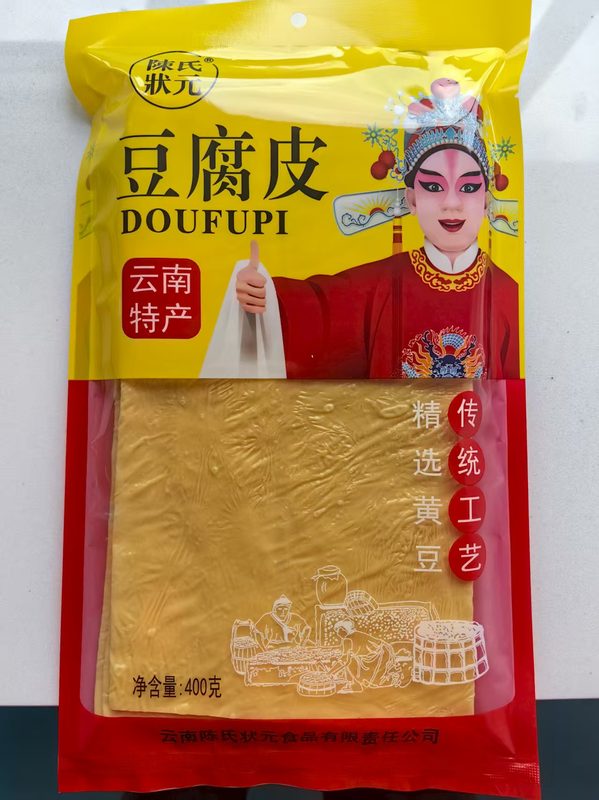 陳氏®
狀元
豆腐皮
DOUFUPI
云南
特产
传统工艺
精选黄豆
净含量:400克
云南陈氏状元食品有限责任公司